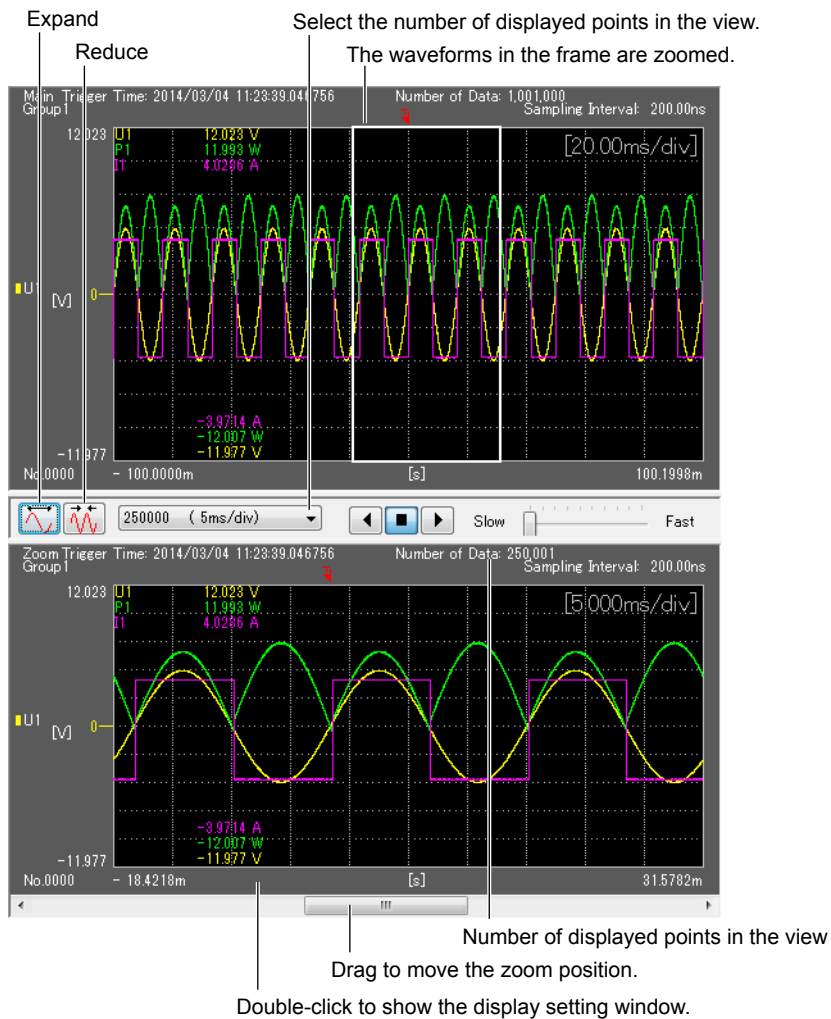 Expand
Select the number of displayed points in the view.
Reduce
The waveforms in the frame are zoomed.
Main Trigger Time: 2014/03/04 11:23:39.046756 Number of Data: 1,001,000
Group1 Sampling Interval: 200.00ns
12.023 U1 12.023 V [20.00ms/div]
P1 11.993 W
I1 4.0286 A
U1 [V] 0
-3.9714 A
-12.007 W
-11.977 -11.977 V
No.0000 - 100.0000m [s] 100.1998m
250000 ( 5ms/div) Slow Fast
Zoom Trigger Time: 2014/03/04 11:23:39.046756 Number of Data: 250,001
Group1 Sampling Interval: 200.00ns
12.023 U1 12.023 V [5.000ms/div]
P1 11.993 W
I1 4.0286 A
U1 [V] 0
-3.9714 A
-12.007 W
-11.977 -11.977 V
No.0000 - 18.4218m [s] 31.5782m
Number of displayed points in the view
Drag to move the zoom position.
Double-click to show the display setting window.